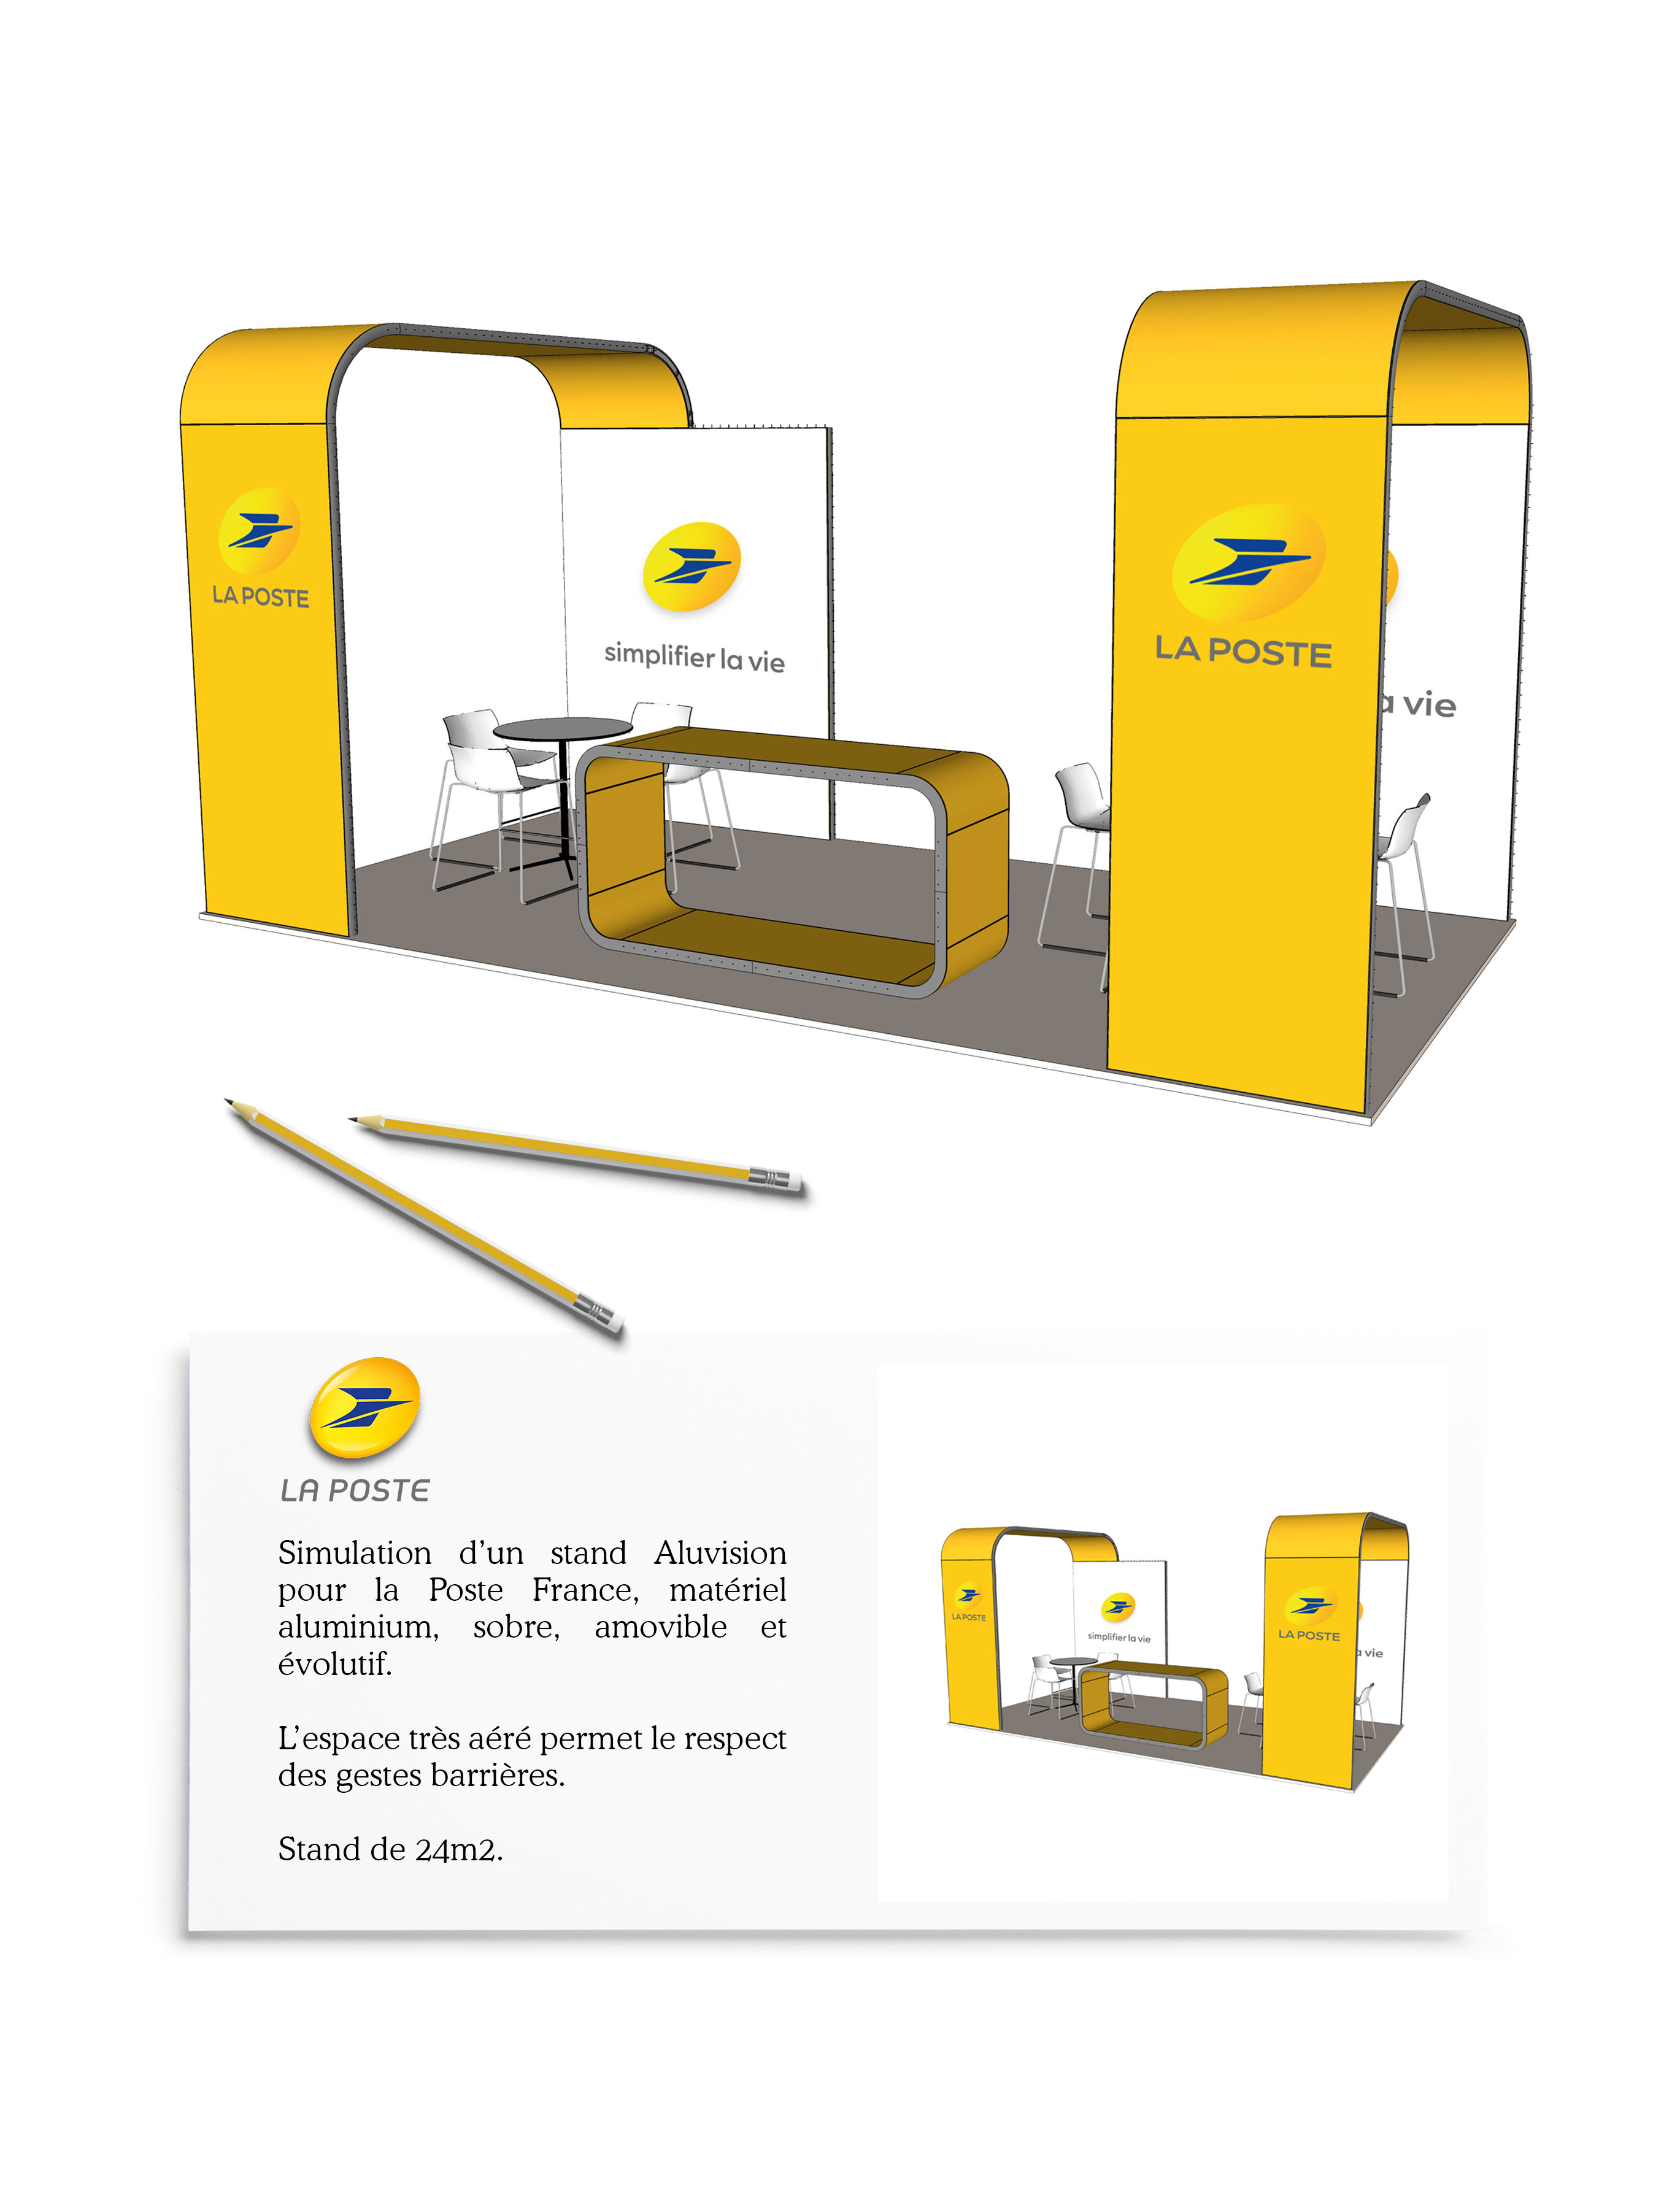 LA POSTE
simplifier la vie
LA POSTE
a vie
LA POSTE
Simulation d'un stand Aluvision
pour la Poste France, matériel
aluminium, sobre, amovible et
évolutif.
L'espace très aéré permet le respect
des gestes barrières.
Stand de 24m2.
LA POSTE
simplifier la vie
LA POSTE
a vie